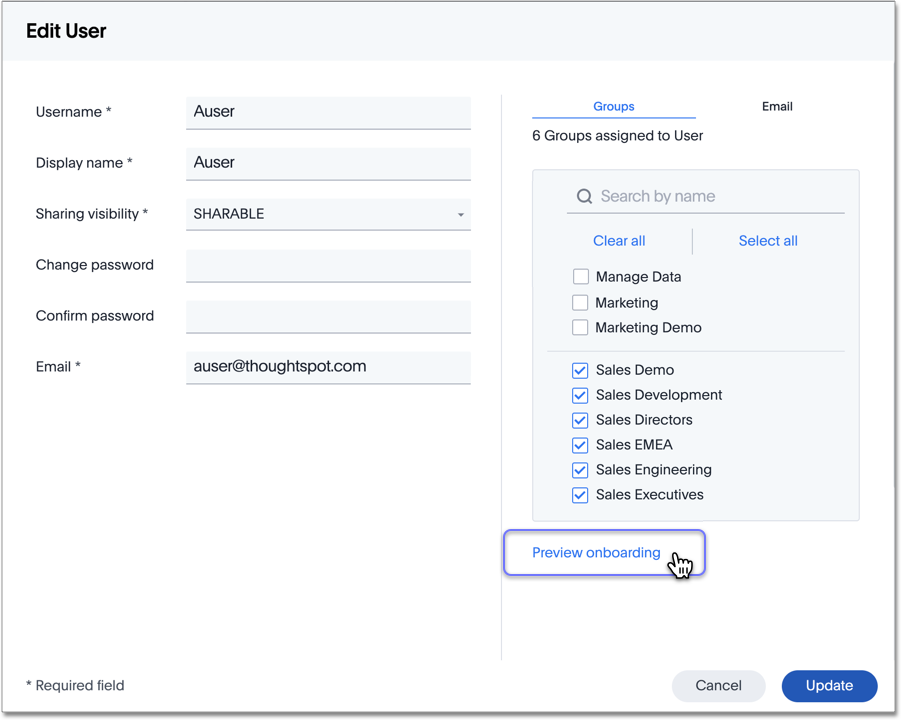 Edit User
Username *
Auser
Display name *
Auser
Sharing visibility *
SHARABLE
Change password
Confirm password
Email *
auser@thoughtspot.com
Groups
Email
6 Groups assigned to User
Search by name
Clear all
Select all
Manage Data
Marketing
Marketing Demo
Sales Demo
Sales Development
Sales Directors
Sales EMEA
Sales Engineering
Sales Executives
Preview onboarding
* Required field
Cancel
Update